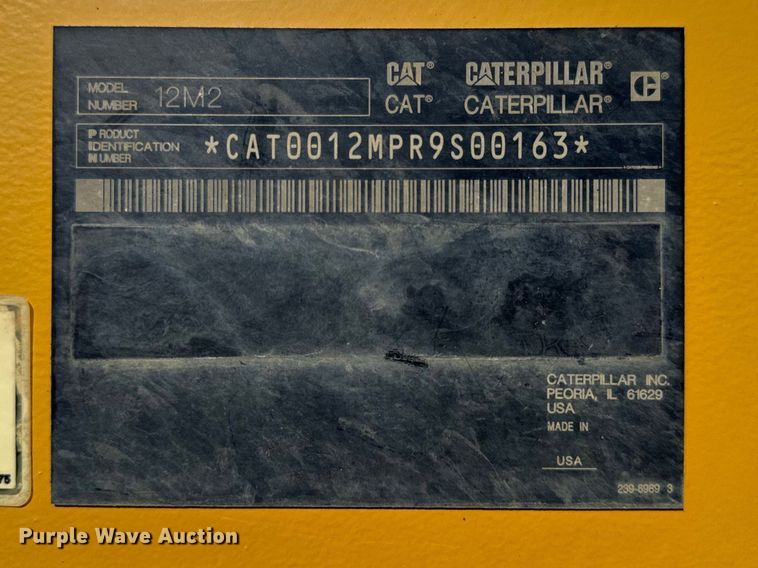 MODEL NUMBER 12M2
CAT® CATERPILLAR®
CAT® CATERPILLAR®
PRODUCT IDENTIFICATION NUMBER *CAT0012MPR9S00163*
CATERPILLAR INC.
PEORIA, IL 61629
USA
MADE IN
USA
239-8989 3
75
Purple Wave Auction